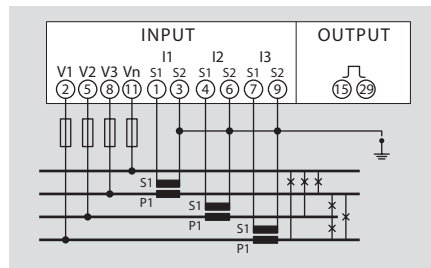 INPUT OUTPUT
I1 I2 I3
V1 V2 V3 Vn S1 S2 S1 S2 S1 S2
2 5 8 11 1 3 4 6 7 9 15 29
S1
P1
S1
P1
S1
P1